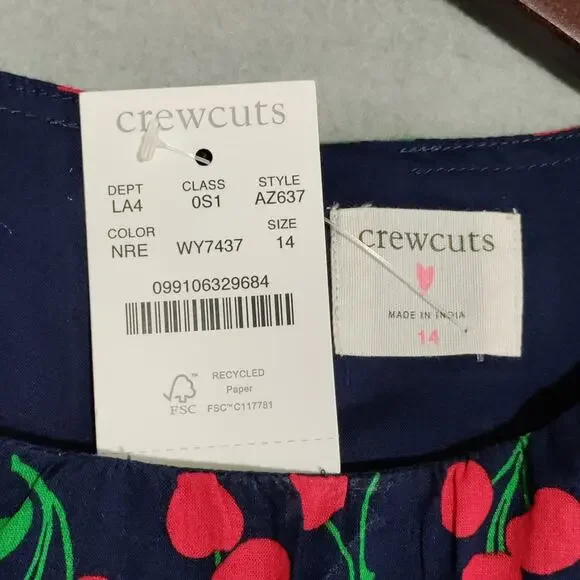 crewcuts
DEPT CLASS STYLE
LA4 0S1 AZ637
COLOR SIZE
NRE WY7437 14
099106329684
RECYCLED
Paper
FSC
FSC™C117781
crewcuts
MADE IN INDIA
14